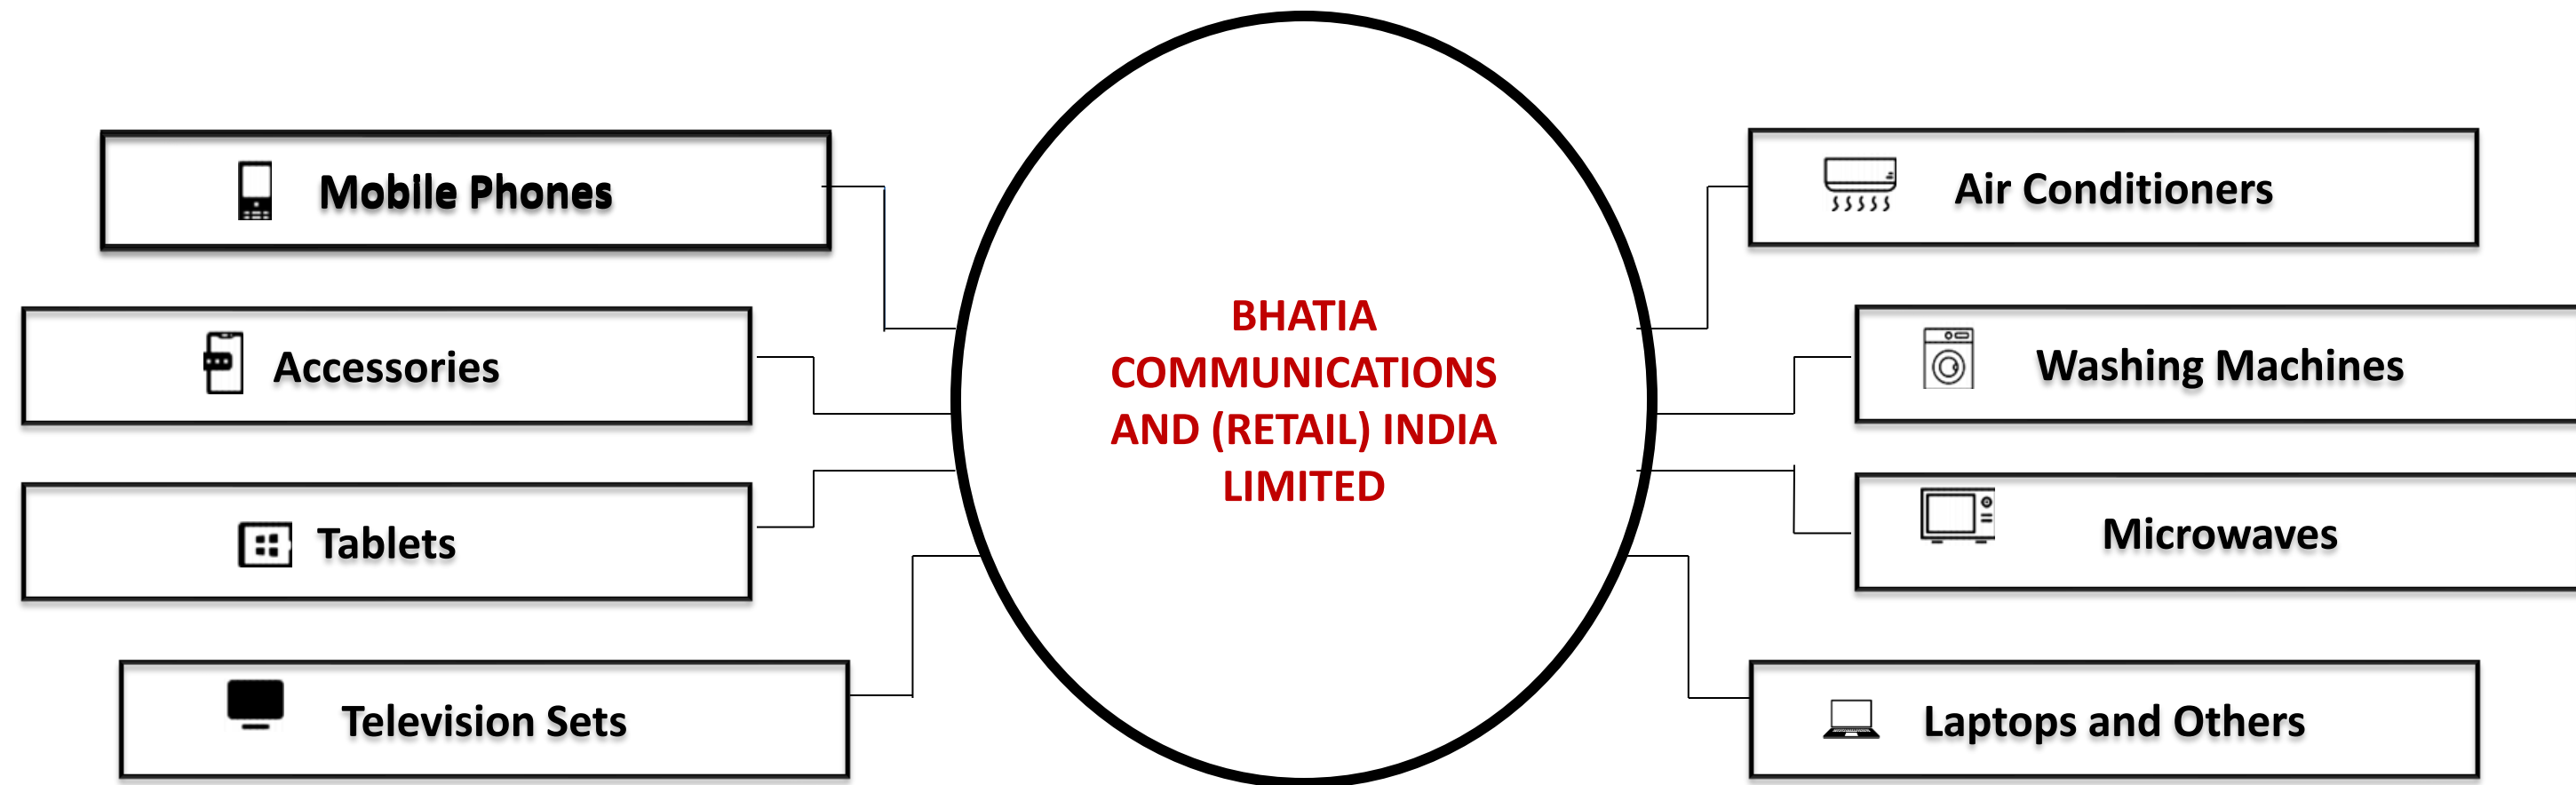 Mobile Phones
Accessories
Tablets
Television Sets
BHATIA
COMMUNICATIONS
AND (RETAIL) INDIA
LIMITED
Air Conditioners
Washing Machines
Microwaves
Laptops and Others